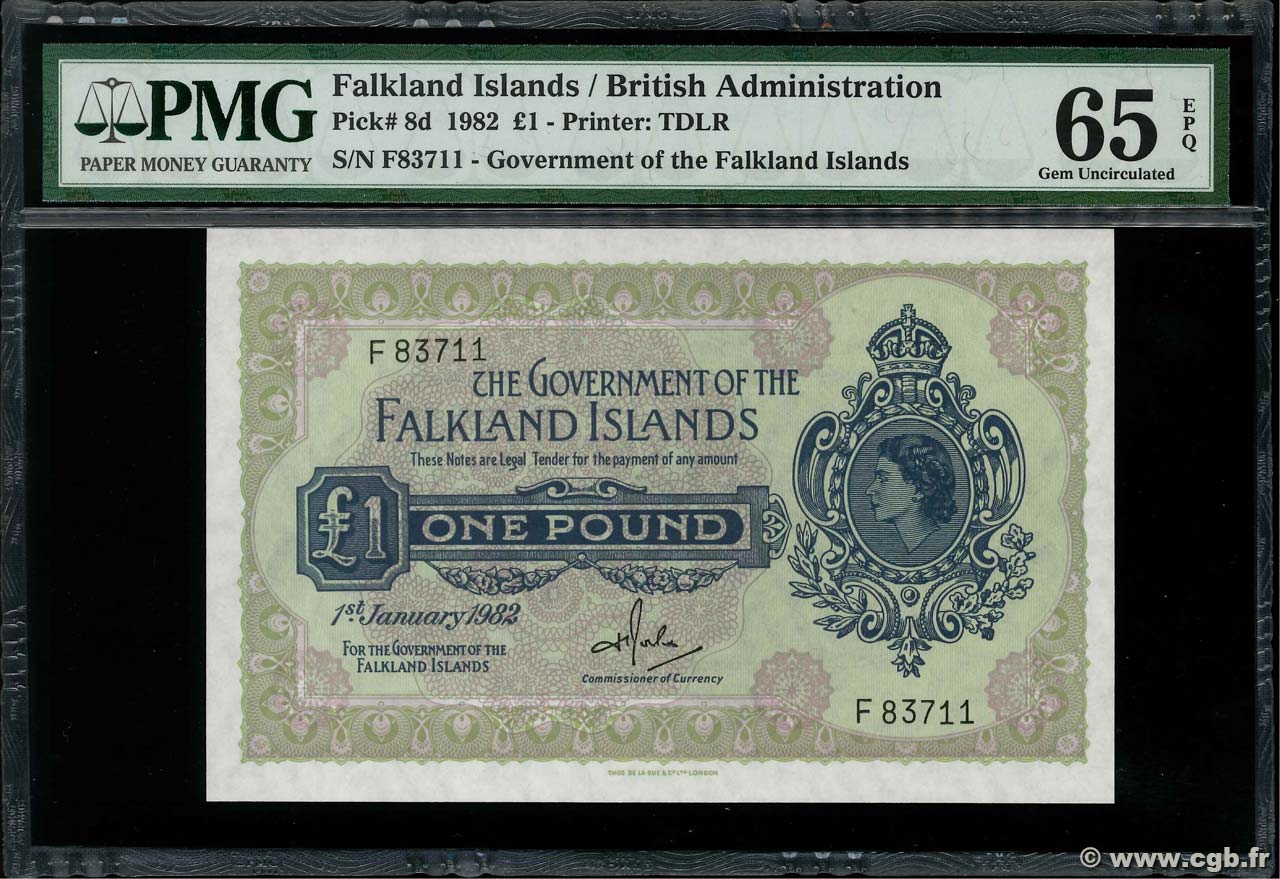 PMG
PAPER MONEY GUARANTY
Falkland Islands / British Administration
Pick# 8d 1982 £1 - Printer: TDLR
S/N F83711 - Government of the Falkland Islands
65
EPQ
Gem Uncirculated
F 83711
THE GOVERNMENT OF THE
FALKLAND ISLANDS
These Notes are Legal Tender for the payment of any amount
£1
ONE POUND
1st January 1982
FOR THE GOVERNMENT OF THE
FALKLAND ISLANDS
Commissioner of Currency
F 83711
THOS DE LA RUE & Co LTD LONDON
© www.cgb.fr